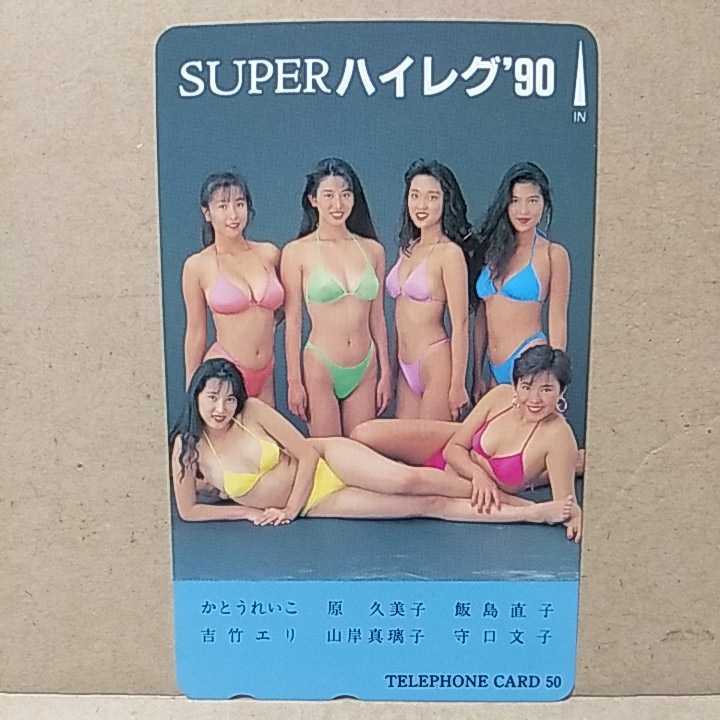 SUPERハイレグ'90
IN
かとうれいこ 原 久美子 飯島直子
吉竹エリ 山岸真璃子 守口文子
TELEPHONE CARD 50